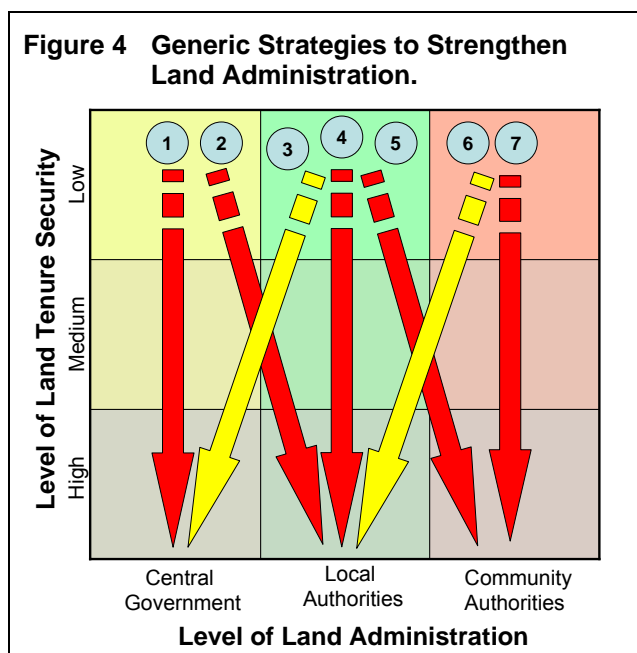 Figure 4 Generic Strategies to Strengthen
Land Administration.
1 2 3 4 5 6 7
Level of Land Tenure Security
Low
Medium
High
Central
Government
Local
Authorities
Community
Authorities
Level of Land Administration